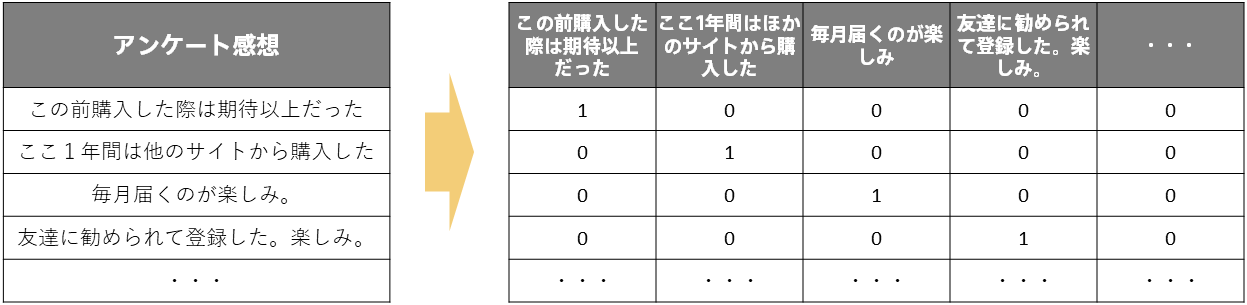 アンケート感想
この前購入した際は期待以上だった
ここ１年間は他のサイトから購入した
毎月届くのが楽しみ。
友達に勧められて登録した。楽しみ。
・・・
この前購入した
際は期待以上
だった
ここ1年間はほか
のサイトから購
入した
毎月届くのが楽
しみ
友達に勧められ
て登録した。楽
しみ。
・・・
1 0 0 0 0
0 1 0 0 0
0 0 1 0 0
0 0 0 1 0
・・・ ・・・ ・・・ ・・・ ・・・